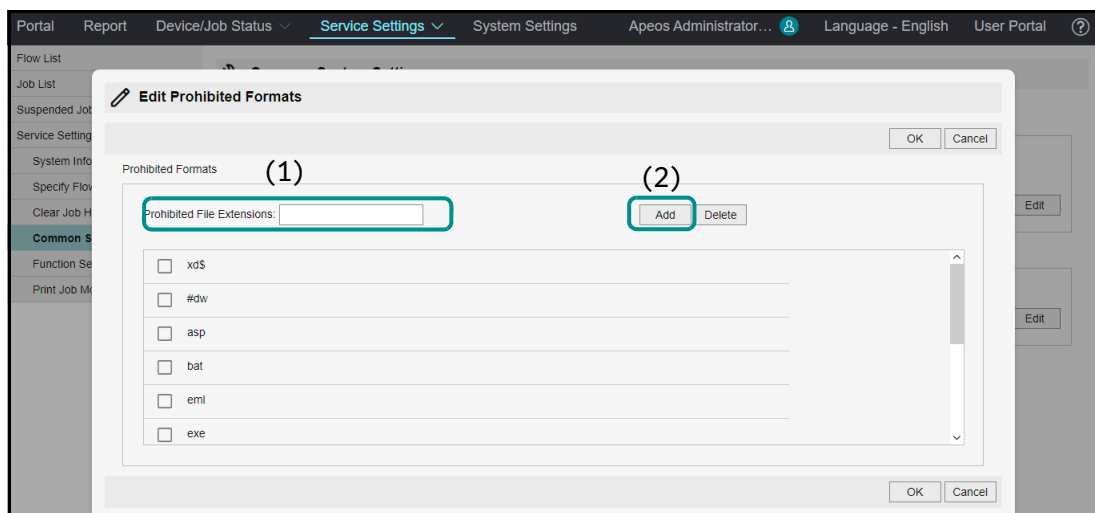 Portal Report Device/Job Status Service Settings System Settings Apeos Administrator... Language - English User Portal ?
Flow List
Job List
Edit Prohibited Formats
Suspended Jo
Service Setting
OK Cancel
System Info
Prohibited Formats (1) (2)
Specify Flow
Prohibited File Extensions: Add Delete Edit
Clear Job H
Common S
xd$
Function Se
Print Job Mo
#dw
Edit
asp
bat
eml
exe
OK Cancel